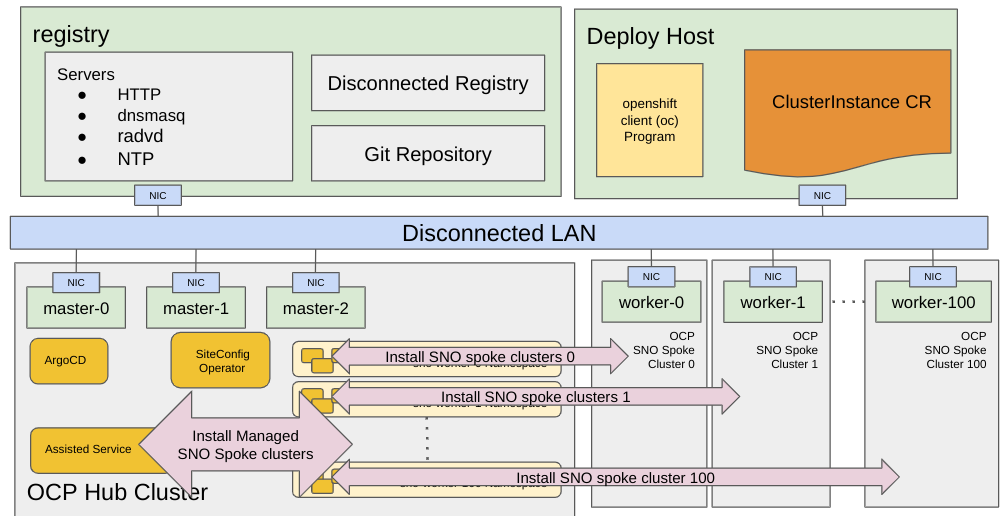 registry
Servers
● HTTP
● dnsmasq
● radvd
● NTP
Disconnected Registry
Git Repository
NIC
Deploy Host
openshift
client (oc)
Program
ClusterInstance CR
NIC
Disconnected LAN
NIC
NIC
NIC
master-0
master-1
master-2
ArgoCD
SiteConfig
Operator
Assisted Service
Install Managed
SNO Spoke clusters
OCP Hub Cluster
Install SNO spoke clusters 0
Install SNO spoke clusters 1
Install SNO spoke cluster 100
NIC
worker-0
OCP
SNO Spoke
Cluster 0
NIC
worker-1
OCP
SNO Spoke
Cluster 1
NIC
worker-100
OCP
SNO Spoke
Cluster 100